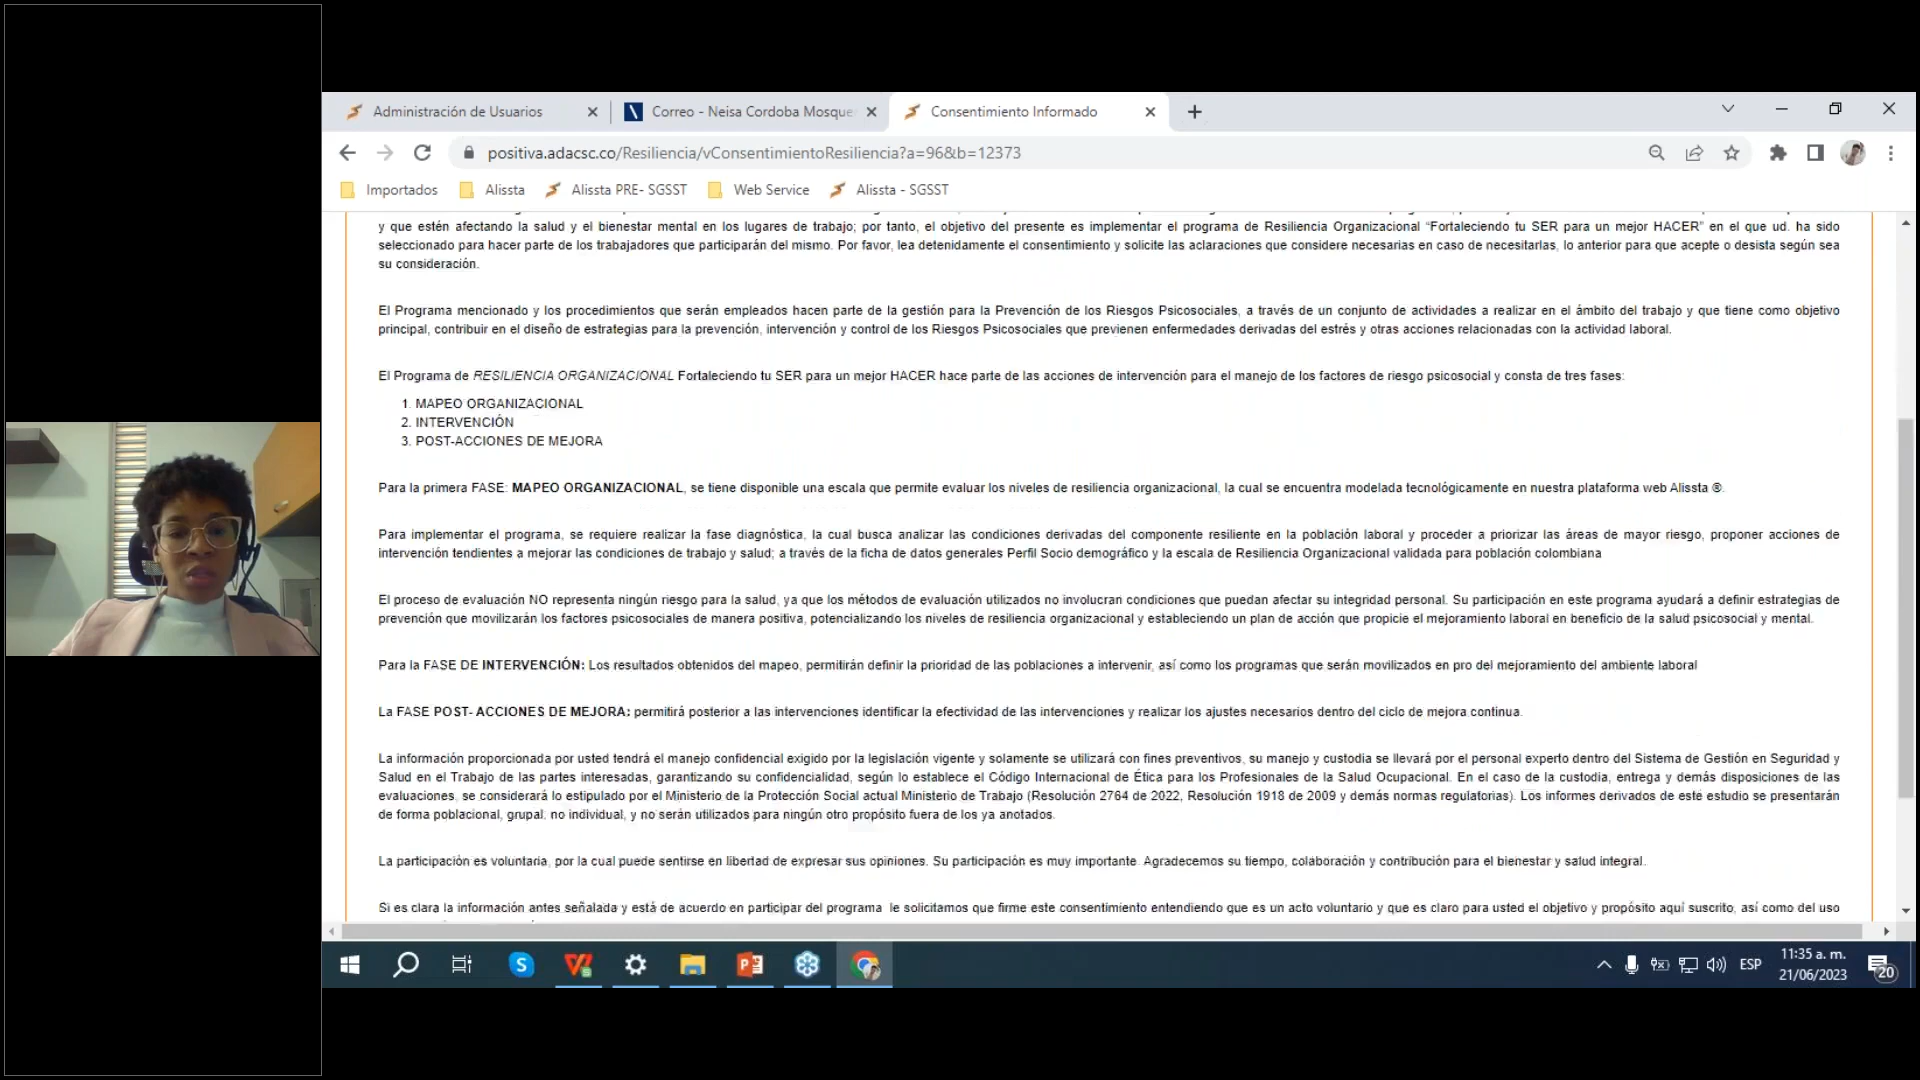 Administración de Usuarios
Correo - Neisa Cordoba Mosque
Consentimiento Informado
positiva.adacsc.co/Resiliencia/vConsentimientoResiliencia?a=96&b=12373
Importados
Alissta
Alissta PRE- SGSST
Web Service
Alissta - SGSST
y que estén afectando la salud y el bienestar mental en los lugares de trabajo; por tanto, el objetivo del presente es implementar el programa de Resiliencia Organizacional “Fortaleciendo tu SER para un mejor HACER” en el que ud. ha sido
seleccionado para hacer parte de los trabajadores que participarán del mismo. Por favor, lea detenidamente el consentimiento y solicite las aclaraciones que considere necesarias en caso de necesitarlas, lo anterior para que acepte o desista según sea
su consideración.
El Programa mencionado y los procedimientos que serán empleados hacen parte de la gestión para la Prevención de los Riesgos Psicosociales, a través de un conjunto de actividades a realizar en el ámbito del trabajo y que tiene como objetivo
principal, contribuir en el diseño de estrategias para la prevención, intervención y control de los Riesgos Psicosociales que previenen enfermedades derivadas del estrés y otras acciones relacionadas con la actividad laboral.
El Programa de RESILIENCIA ORGANIZACIONAL Fortaleciendo tu SER para un mejor HACER hace parte de las acciones de intervención para el manejo de los factores de riesgo psicosocial y consta de tres fases:
1. MAPEO ORGANIZACIONAL
2. INTERVENCIÓN
3. POST-ACCIONES DE MEJORA
Para la primera FASE: MAPEO ORGANIZACIONAL, se tiene disponible una escala que permite evaluar los niveles de resiliencia organizacional, la cual se encuentra modelada tecnológicamente en nuestra plataforma web Alissta ®.
Para implementar el programa, se requiere realizar la fase diagnóstica, la cual busca analizar las condiciones derivadas del componente resiliente en la población laboral y proceder a priorizar las áreas de mayor riesgo, proponer acciones de
intervención tendientes a mejorar las condiciones de trabajo y salud; a través de la ficha de datos generales Perfil Socio demográfico y la escala de Resiliencia Organizacional validada para población colombiana
El proceso de evaluación NO representa ningún riesgo para la salud, ya que los métodos de evaluación utilizados no involucran condiciones que puedan afectar su integridad personal. Su participación en este programa ayudará a definir estrategias de
prevención que movilizarán los factores psicosociales de manera positiva, potencializando los niveles de resiliencia organizacional y estableciendo un plan de acción que propicie el mejoramiento laboral en beneficio de la salud psicosocial y mental.
Para la FASE DE INTERVENCIÓN: Los resultados obtenidos del mapeo, permitirán definir la prioridad de las poblaciones a intervenir, así como los programas que serán movilizados en pro del mejoramiento del ambiente laboral
La FASE POST- ACCIONES DE MEJORA: permitirá posterior a las intervenciones identificar la efectividad de las intervenciones y realizar los ajustes necesarios dentro del ciclo de mejora continua.
La información proporcionada por usted tendrá el manejo confidencial exigido por la legislación vigente y solamente se utilizará con fines preventivos, su manejo y custodia se llevará por el personal experto dentro del Sistema de Gestión en Seguridad y
Salud en el Trabajo de las partes interesadas, garantizando su confidencialidad, según lo establece el Código Internacional de Ética para los Profesionales de la Salud Ocupacional. En el caso de la custodia, entrega y demás disposiciones de las
evaluaciones, se considerará lo estipulado por el Ministerio de la Protección Social actual Ministerio de Trabajo (Resolución 2764 de 2022, Resolución 1918 de 2009 y demás normas regulatorias). Los informes derivados de este estudio se presentarán
de forma poblacional, grupal, no individual, y no serán utilizados para ningún otro propósito fuera de los ya anotados.
La participación es voluntaria, por la cual puede sentirse en libertad de expresar sus opiniones. Su participación es muy importante. Agradecemos su tiempo, colaboración y contribución para el bienestar y salud integral.
Si es clara la información antes señalada y está de acuerdo en participar del programa le solicitamos que firme este consentimiento entendiendo que es un acto voluntario y que es claro para usted el objetivo y propósito aquí suscrito, así como del uso
ESP
11:35 a. m.
21/06/2023
20